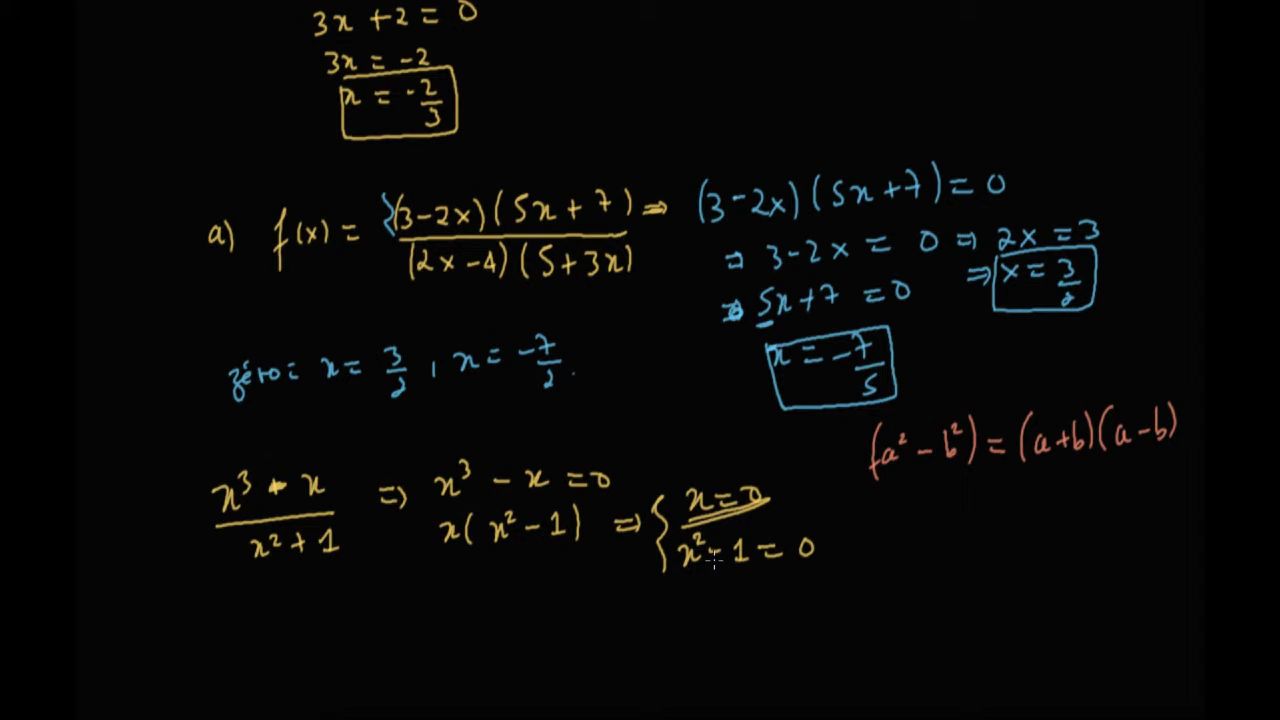 3x + 2 = 0
3x = -2
x = -2/3
a) f(x) = (3-2x)(5x+7)/(2x-4)(5+3x) ⇒ (3-2x)(5x+7) = 0
⇒ 3-2x = 0 ⇒ 2x = 3
⇒ x = 3/2
⇒ 5x+7 = 0
x = -7/5
zéro = x = 3/2 , x = -7/2 .
(a² - b²) = (a+b)(a-b)
x³ - x / x² + 1 ⇒ x³ - x = 0
x(x² - 1) ⇒ { x = 0
x² - 1 = 0